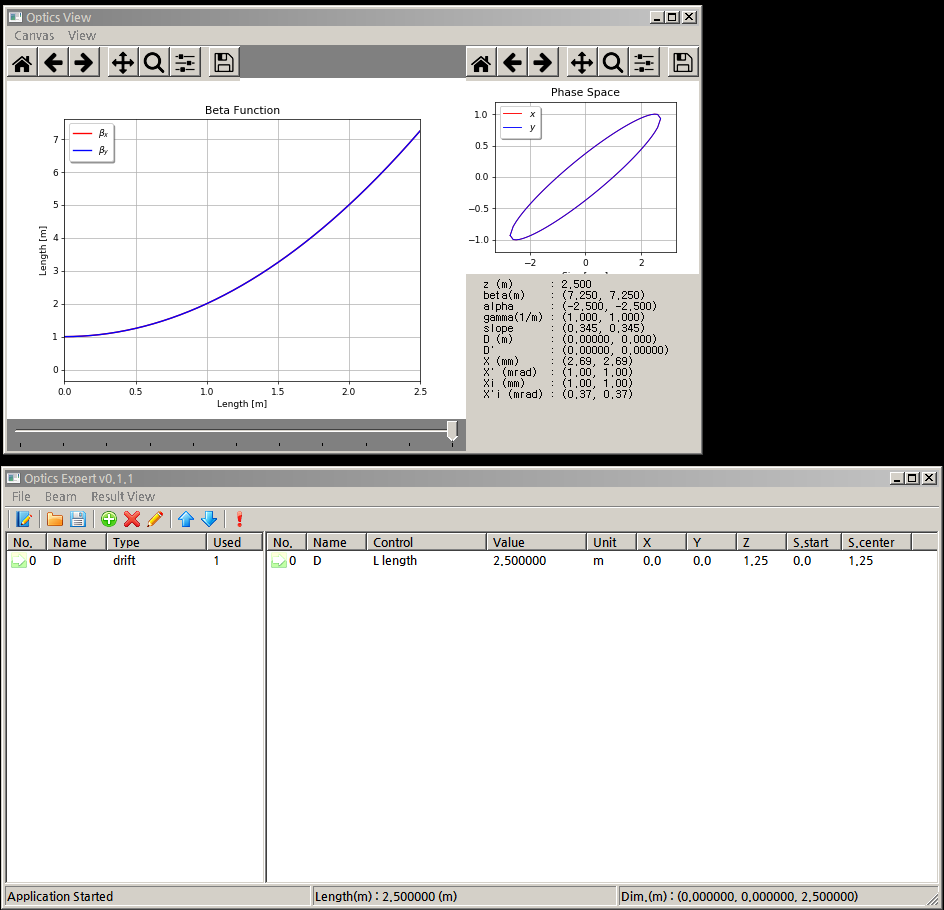 Optics View
Canvas View
Beta Function
βx
βy
7
6
5
4
3
2
1
0
Length [m]
0.0 0.5 1.0 1.5 2.0 2.5
Length [m]
Phase Space
x
y
1.0
0.5
0.0
−0.5
−1.0
−2 0 2
z (m) : 2.500
beta(m) : (7.250, 7.250)
alpha : (-2.500, -2.500)
gamma(1/m) : (1.000, 1.000)
slope : (0.345, 0.345)
D (m) : (0.00000, 0.000)
D' : (0.00000, 0.00000)
X (mm) : (2.69, 2.69)
X' (mrad) : (1.00, 1.00)
Xi (mm) : (1.00, 1.00)
X'i (mrad) : (0.37, 0.37)
Optics Expert v0.1.1
File Beam Result View
No. Name Type Used
0 D drift 1
No. Name Control Value Unit X Y Z S.start S.center
0 D L length 2.500000 m 0.0 0.0 1.25 0.0 1.25
Application Started
Length(m) : 2.500000 (m)
Dim.(m) : (0.000000, 0.000000, 2.500000)